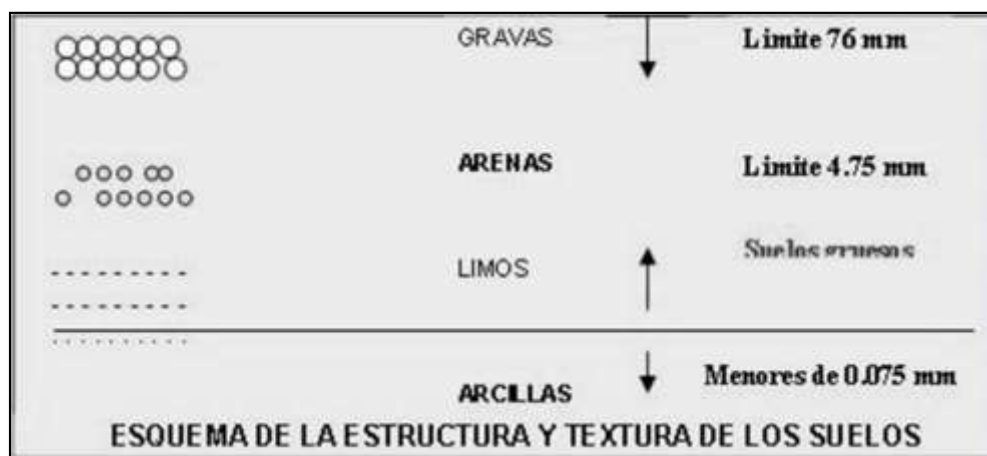 GRAVAS Limite 76 mm
ARENAS Limite 4.75 mm
LIMOS Suelos gruesos
ARCILLAS Menores de 0.075 mm
ESQUEMA DE LA ESTRUCTURA Y TEXTURA DE LOS SUELOS